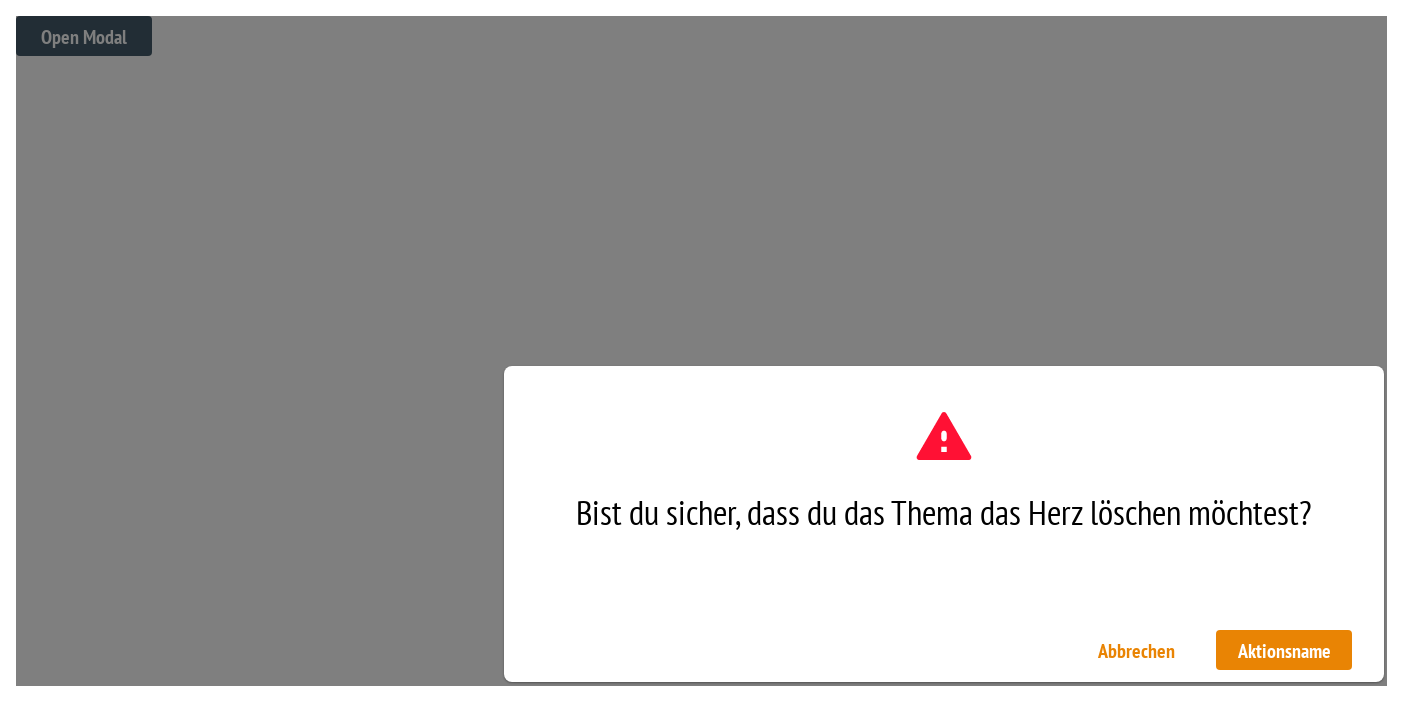 Open Modal
Bist du sicher, dass du das Thema das Herz löschen möchtest?
Abbrechen
Aktionsname